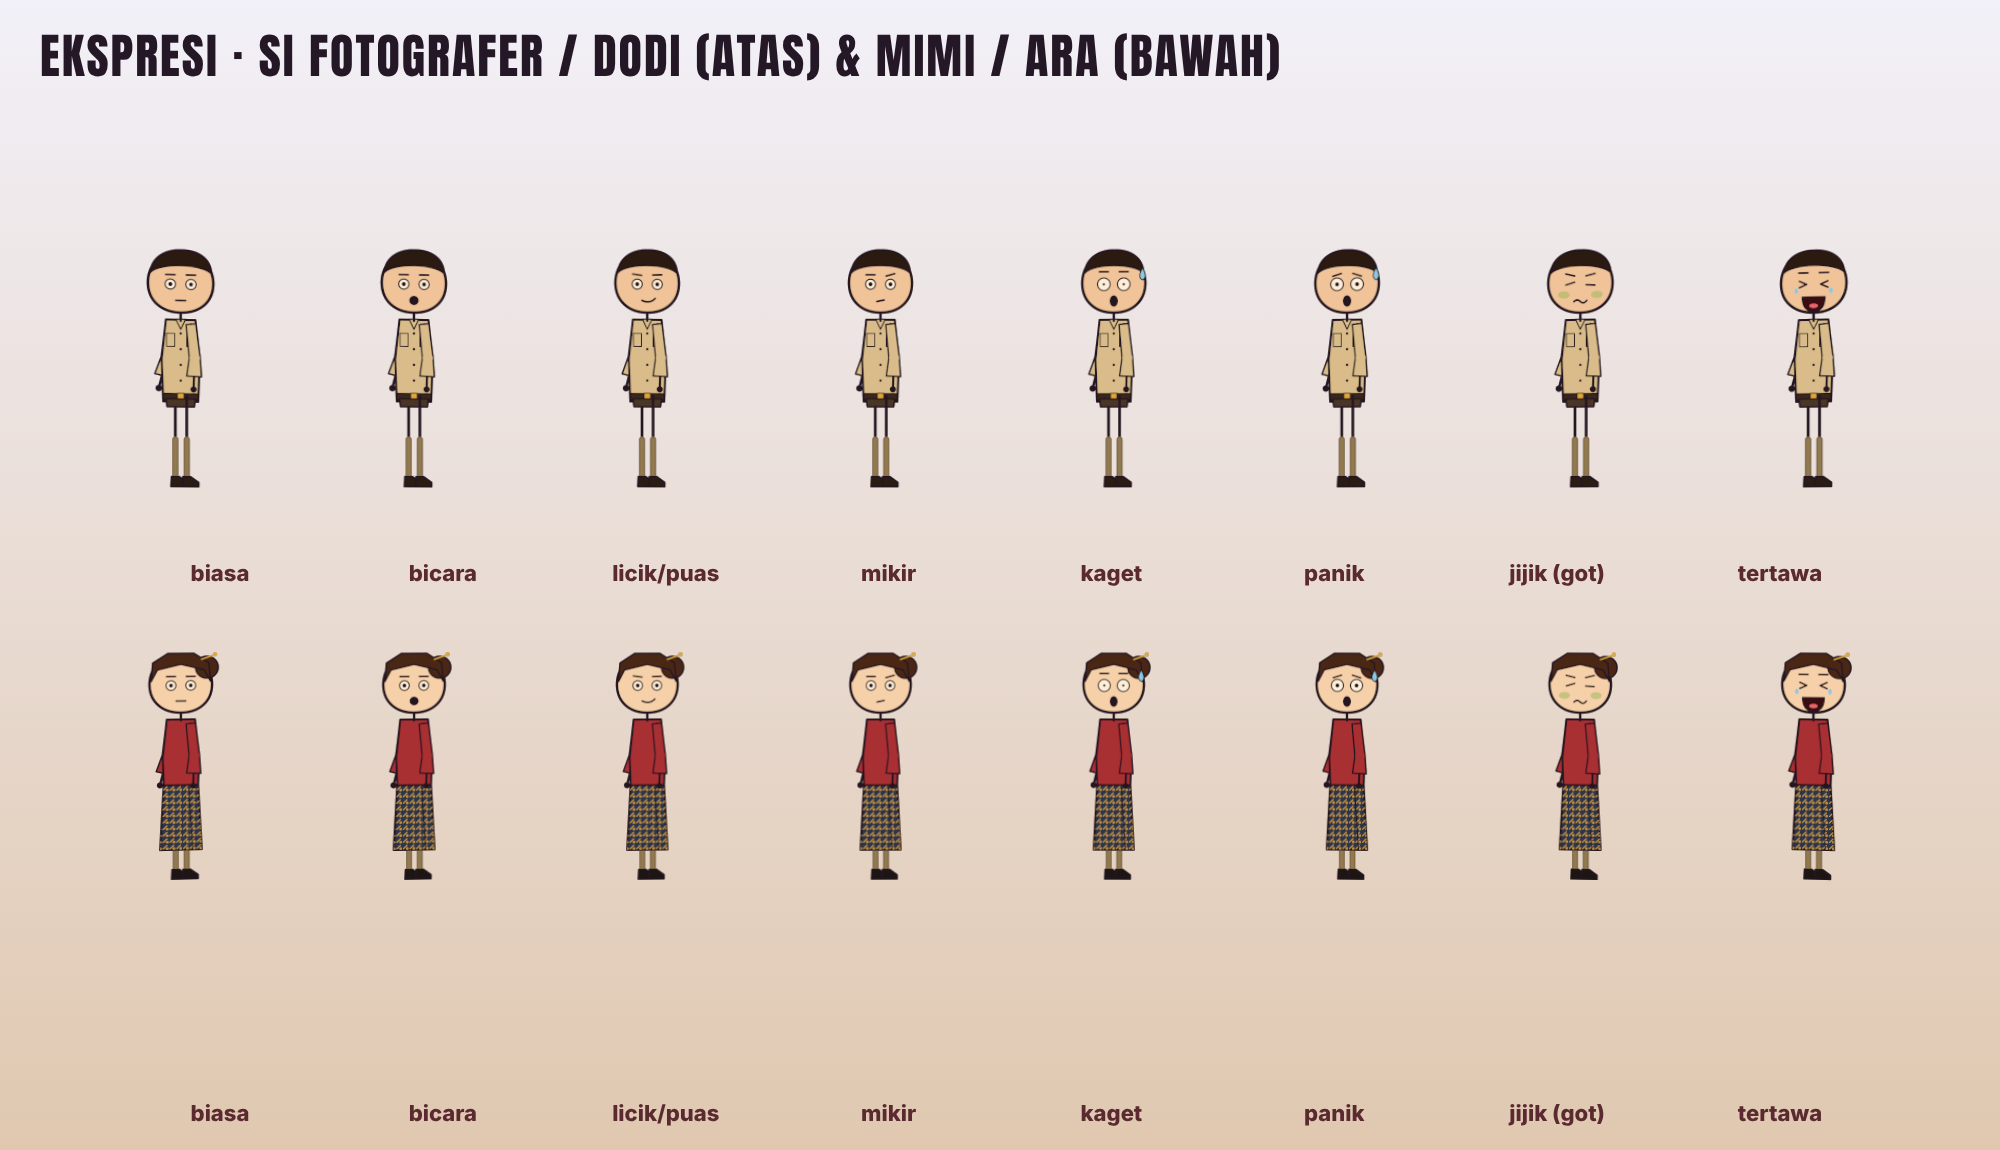 EKSPRESI · SI FOTOGRAFER / DODI (ATAS) & MIMI / ARA (BAWAH)
biasa bicara licik/puas mikir kaget panik jijik (got) tertawa
biasa bicara licik/puas mikir kaget panik jijik (got) tertawa